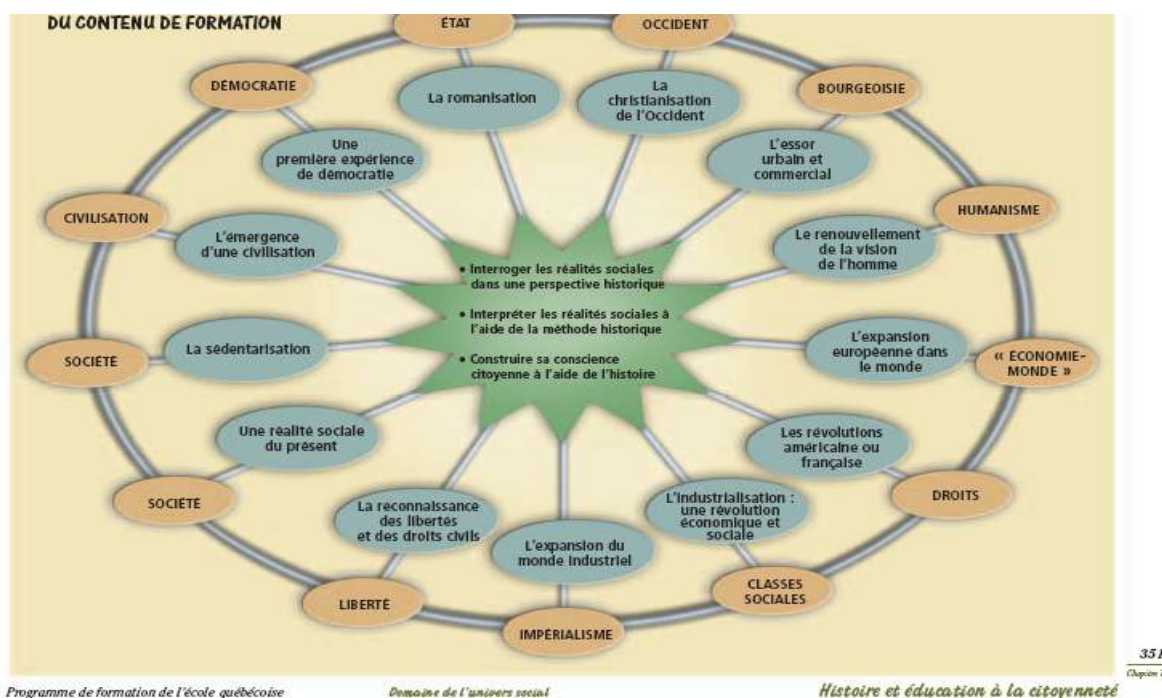 DU CONTENU DE FORMATION
ÉTAT
OCCIDENT
DÉMOCRATIE
La romanisation
La
christianisation
de l'Occident
BOURGEOISIE
Une
première expérience
de démocratie
L'essor
urbain et
commercial
CIVILISATION
HUMANISME
L'émergence
d'une civilisation
Le renouvellement
de la vision
de l'homme
• Interroger les réalités sociales
dans une perspective historique
• Interpréter les réalités sociales à
l'aide de la méthode historique
• Construire sa conscience
citoyenne à l'aide de l'histoire
SOCIÉTÉ
La sédentarisation
L'expansion
européenne dans
le monde
« ÉCONOMIE-
MONDE »
Une réalité sociale
du présent
Les révolutions
américaine ou
française
SOCIÉTÉ
DROITS
La reconnaissance
des libertés
et des droits civils
L'expansion du
monde industriel
L'industrialisation :
une révolution
économique et
sociale
LIBERTÉ
IMPÉRIALISME
CLASSES
SOCIALES
351
Chapitre
Programme de formation de l'école québécoise
Domaine de l'univers social
Histoire et éducation à la citoyenneté